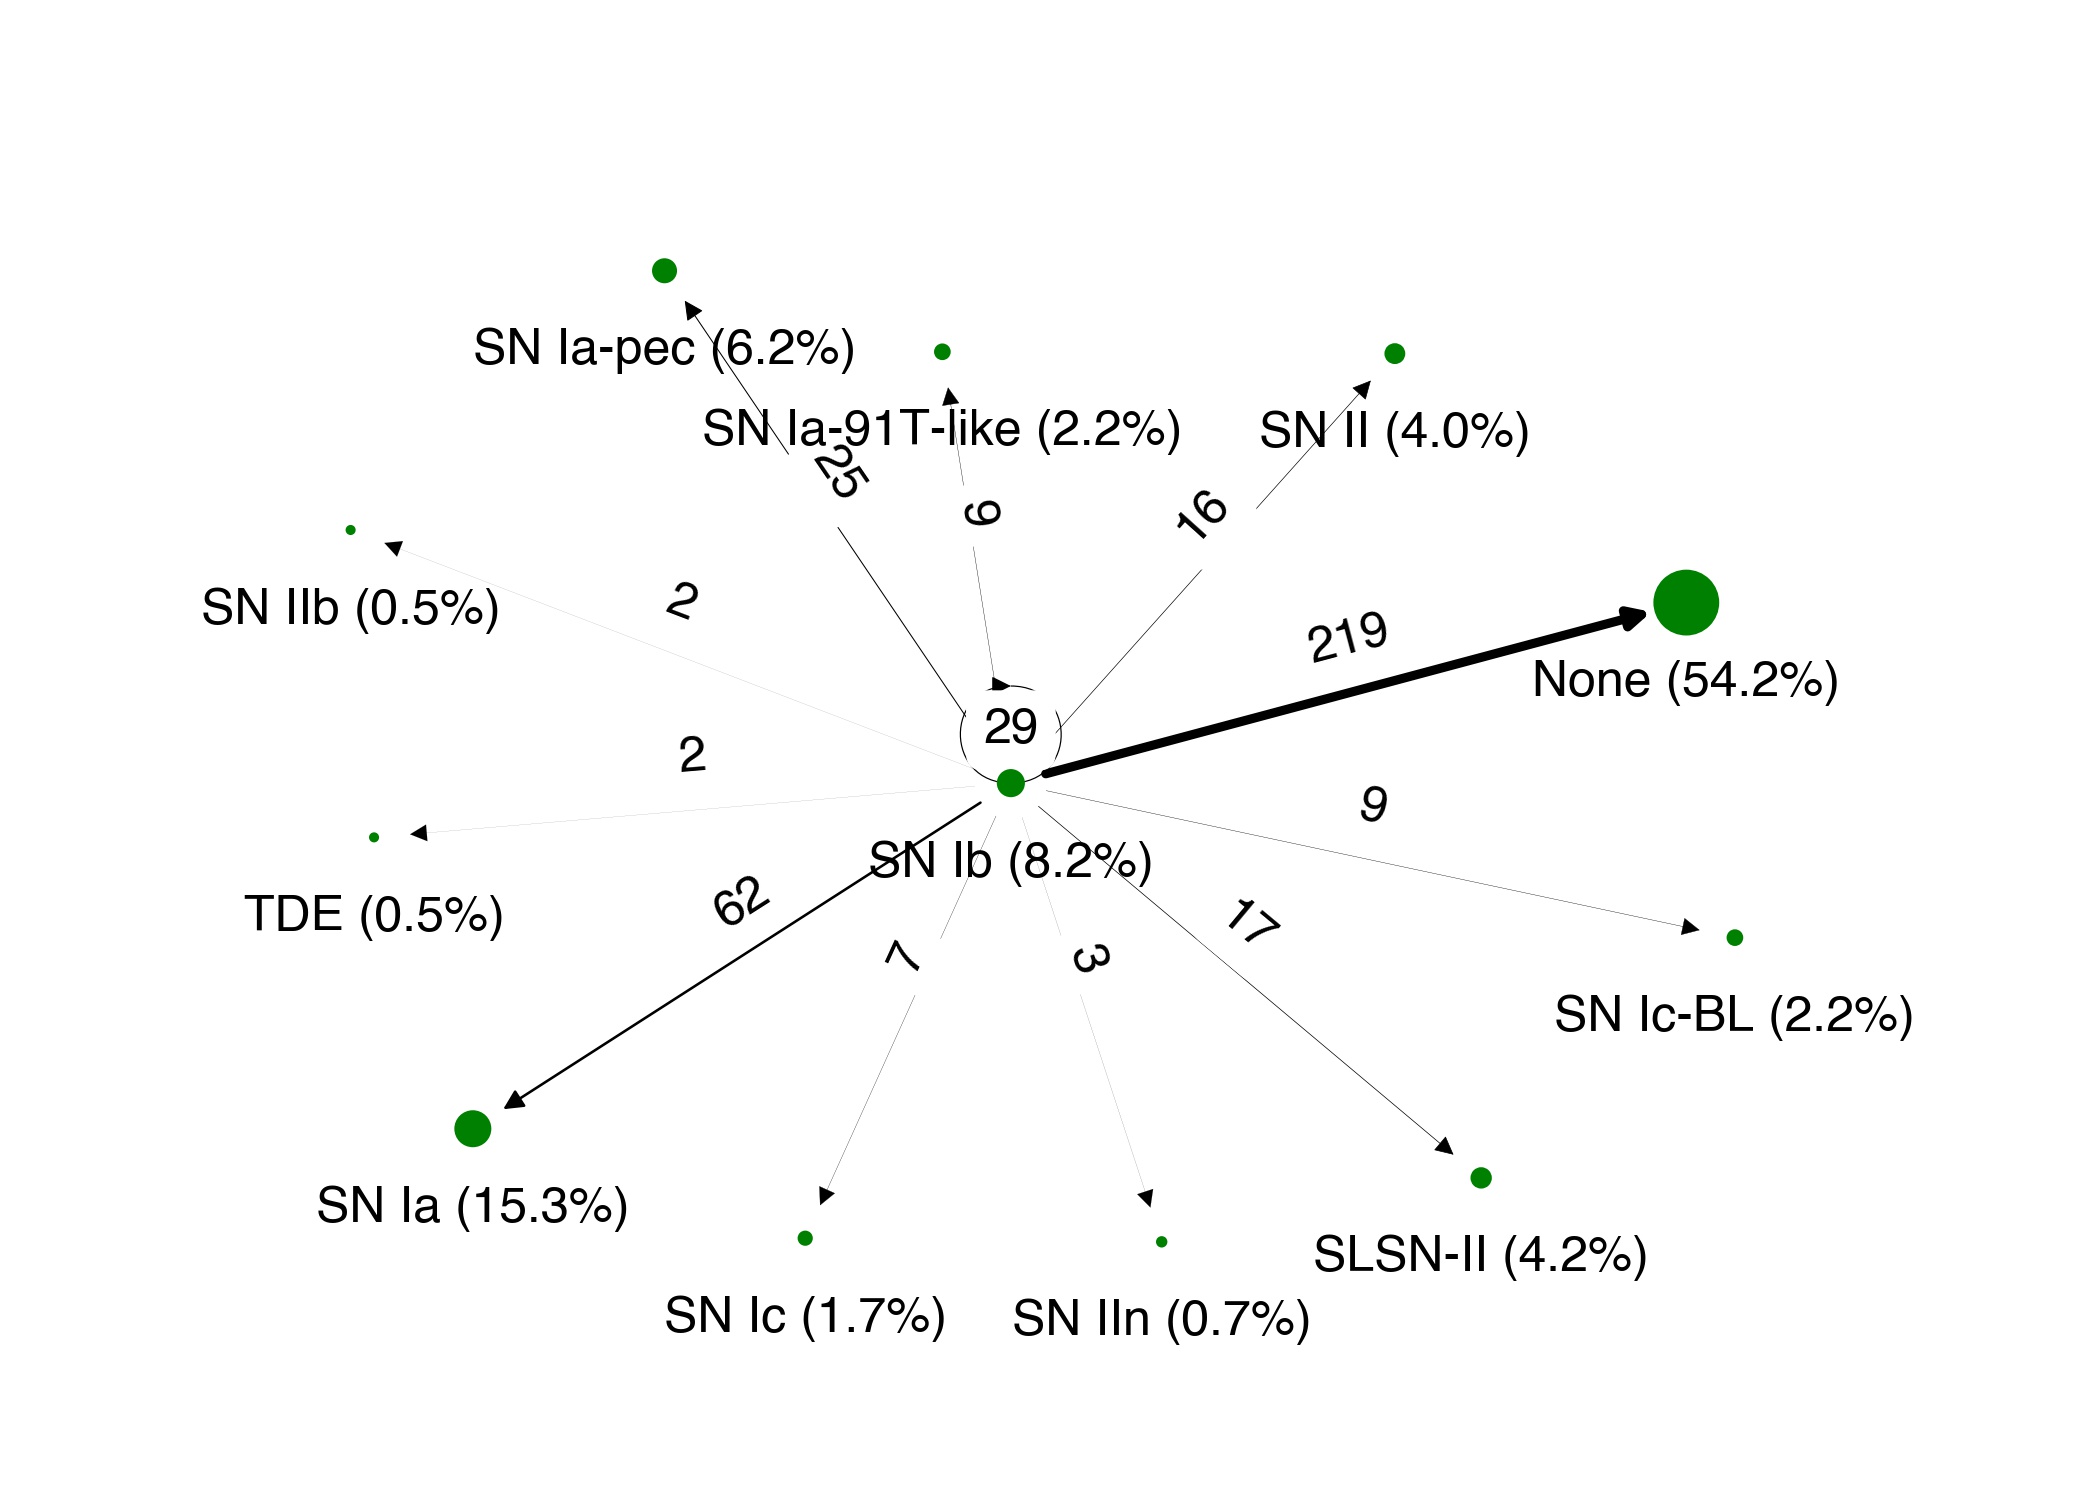 SN Ia-pec (6.2%)
SN Ia-91T-like (2.2%)
SN II (4.0%)
25
9
16
SN IIb (0.5%)
2
219
None (54.2%)
29
2
9
SN Ib (8.2%)
TDE (0.5%)
62
7
3
17
SN Ic-BL (2.2%)
SN Ia (15.3%)
SLSN-II (4.2%)
SN Ic (1.7%)
SN IIn (0.7%)